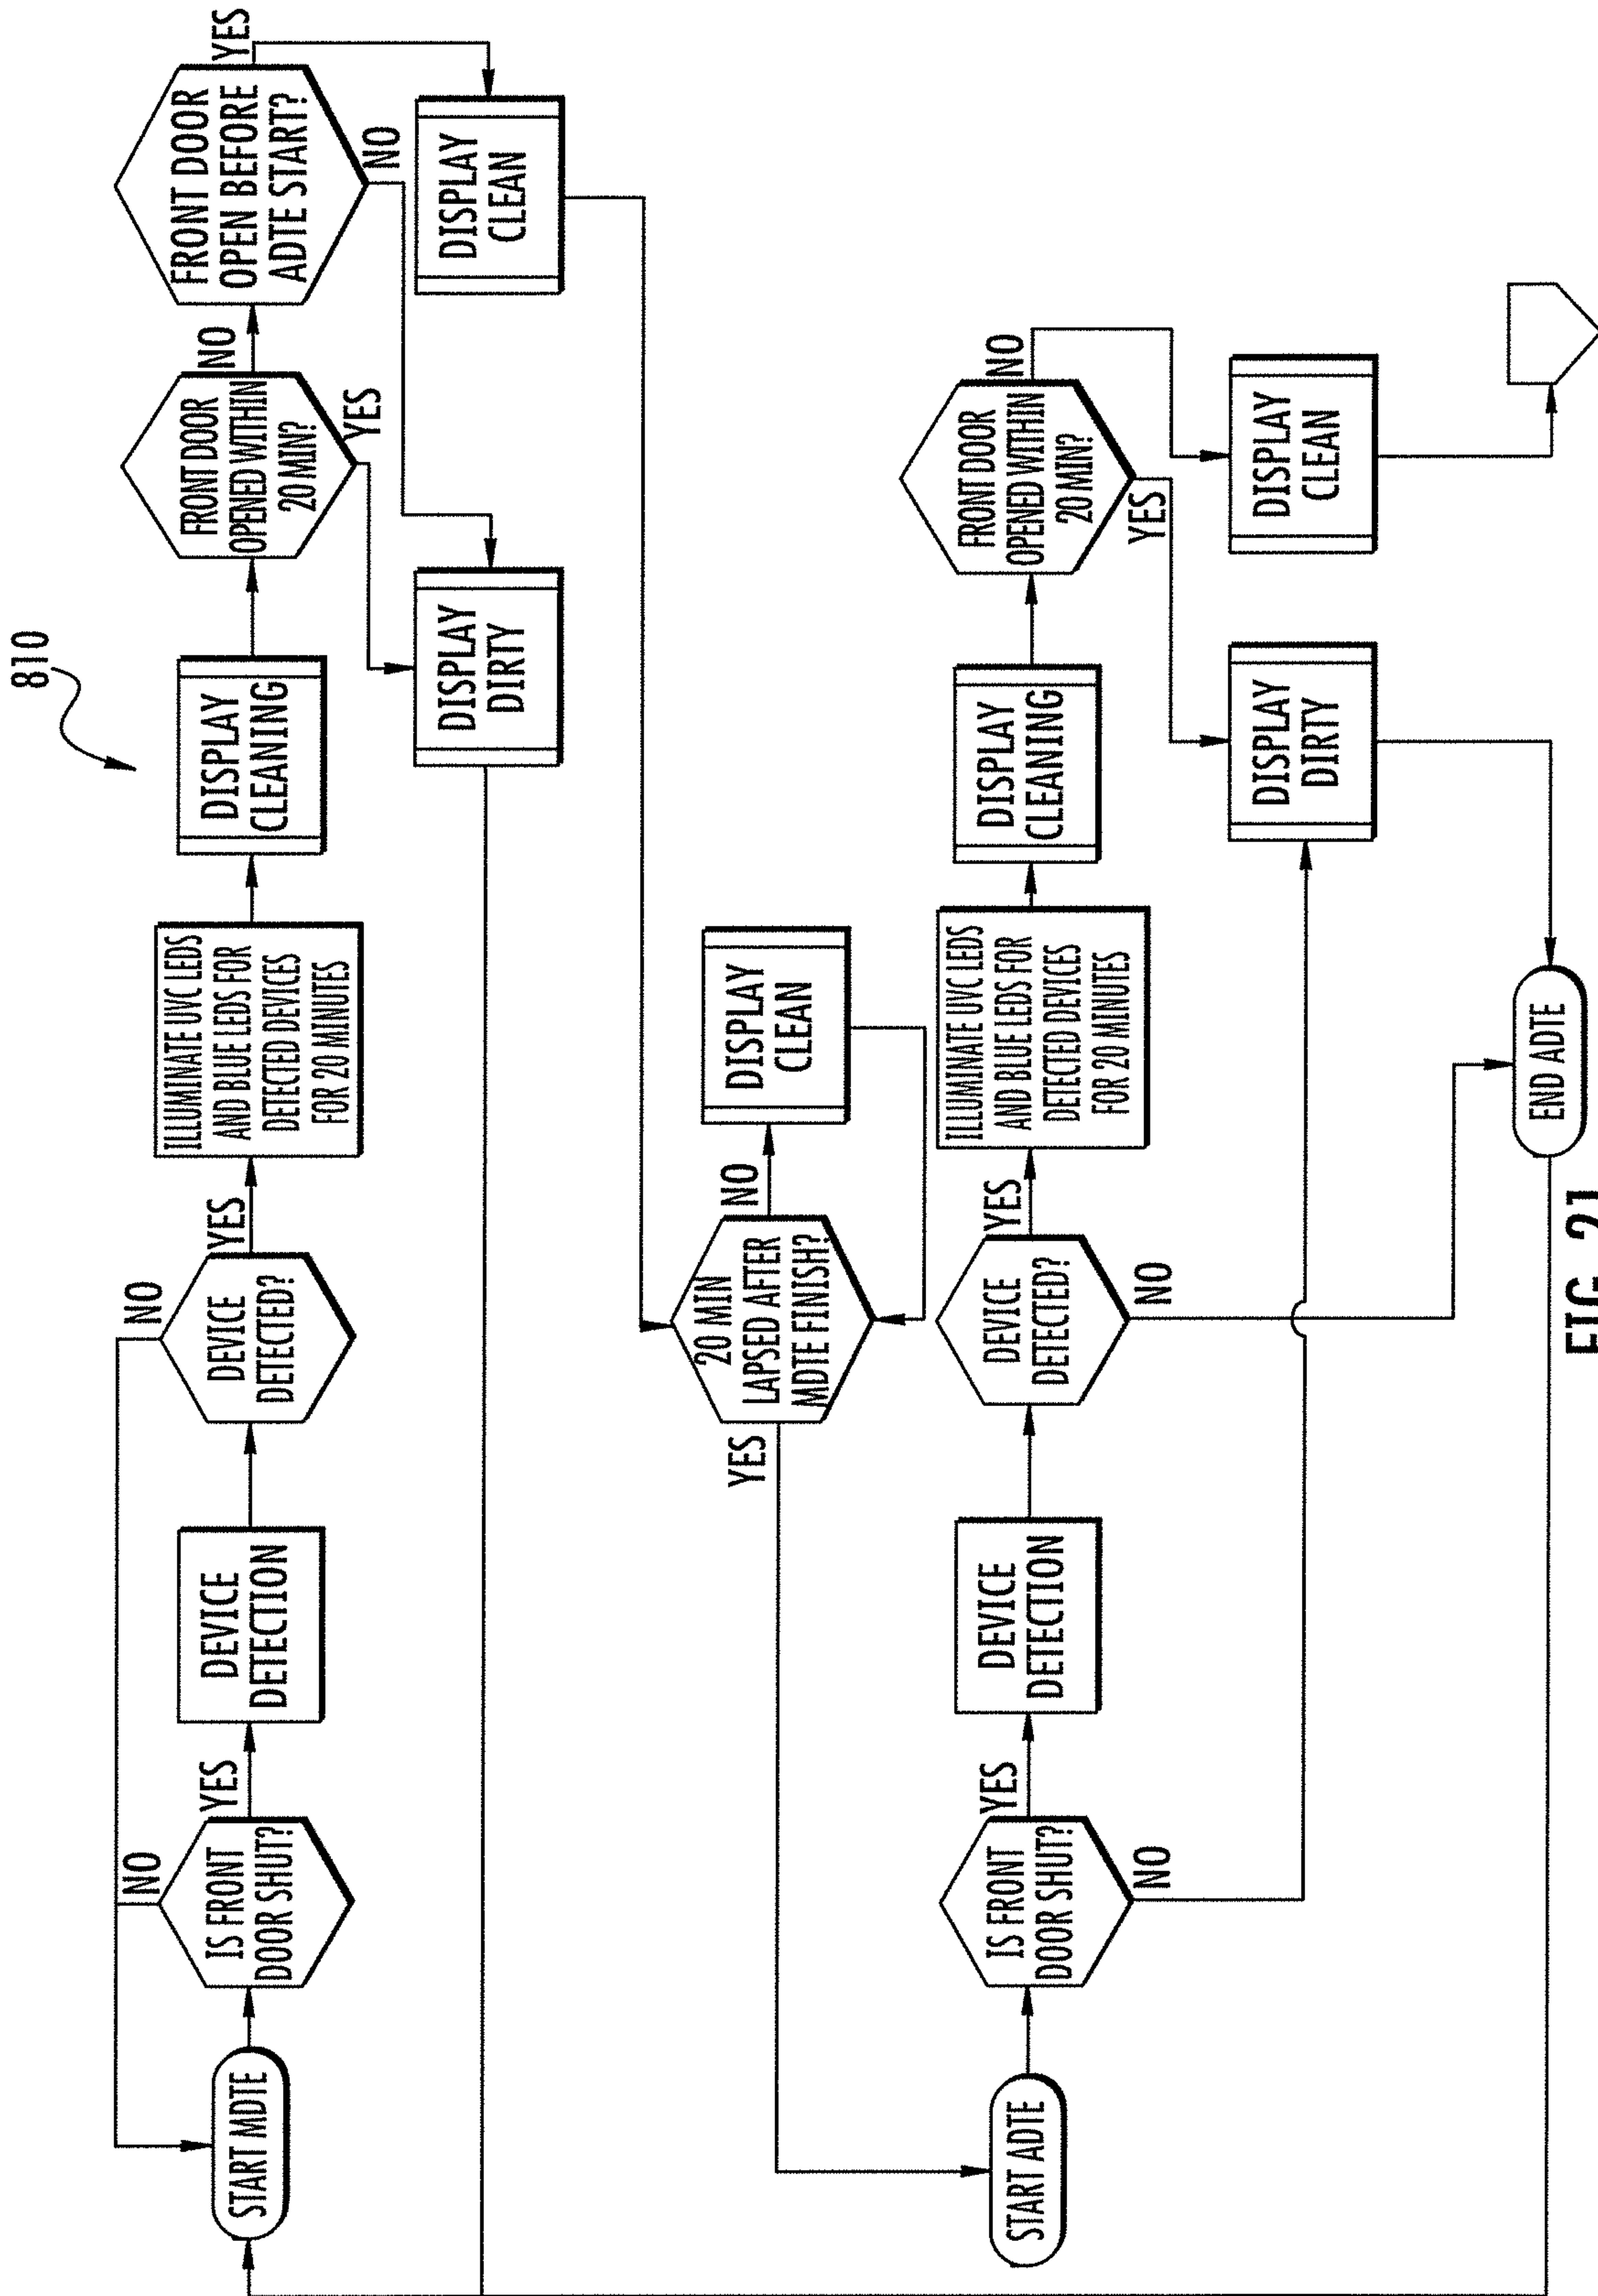 810
START MDTE
IS FRONT
DOOR SHUT?
NO
YES
DEVICE
DETECTION
DEVICE
DETECTED?
NO
YES
ILLUMINATE UVC LEDS
AND BLUE LEDS FOR
DETECTED DEVICES
FOR 20 MINUTES
DISPLAY
CLEANING
FRONT DOOR
OPENED WITHIN
20 MIN?
NO
YES
FRONT DOOR
OPEN BEFORE
ADTE START?
YES
NO
DISPLAY
DIRTY
DISPLAY
CLEAN
20 MIN
LAPSED AFTER
MDTE FINISH?
YES
NO
DISPLAY
CLEAN
START ADTE
IS FRONT
DOOR SHUT?
YES
NO
DEVICE
DETECTION
DEVICE
DETECTED?
YES
NO
ILLUMINATE UVC LEDS
AND BLUE LEDS FOR
DETECTED DEVICES
FOR 20 MINUTES
DISPLAY
CLEANING
FRONT DOOR
OPENED WITHIN
20 MIN?
NO
YES
DISPLAY
DIRTY
DISPLAY
CLEAN
END ADTE
FIG. 21